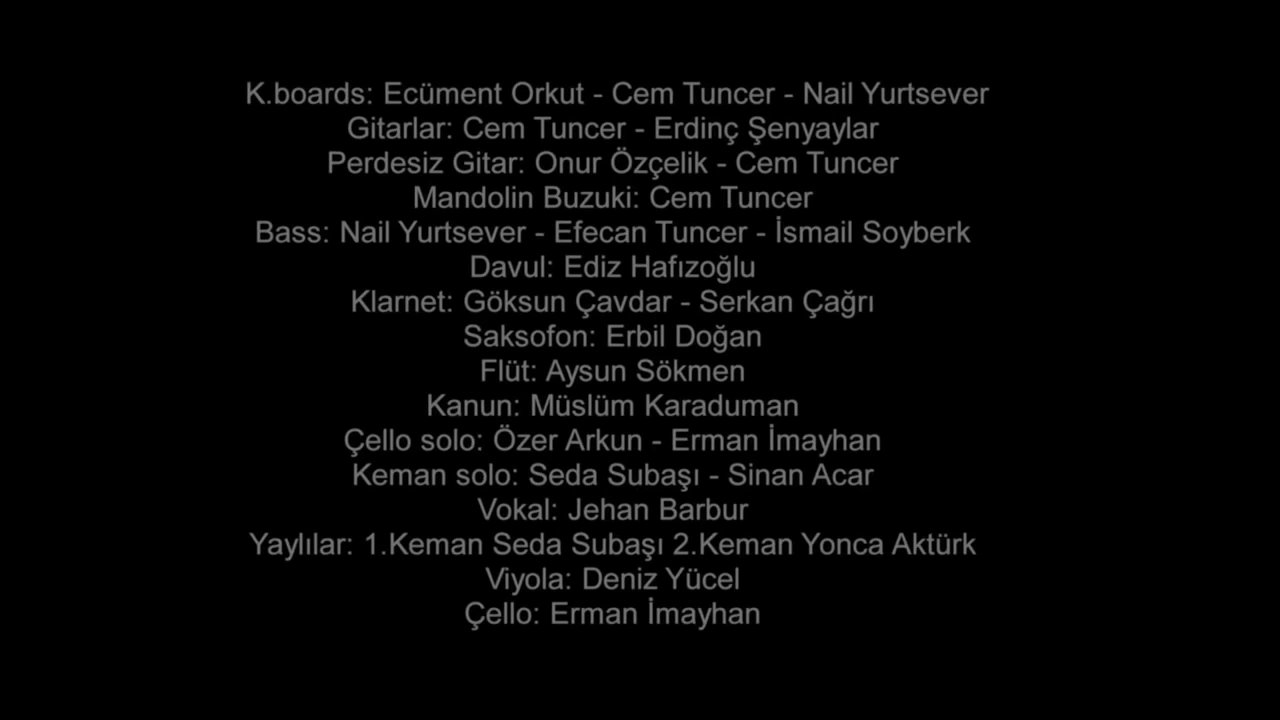 K.boards: Ecüment Orkut - Cem Tuncer - Nail Yurtsever
Gitarlar: Cem Tuncer - Erdinç Şenyaylar
Perdesiz Gitar: Onur Özçelik - Cem Tuncer
Mandolin Buzuki: Cem Tuncer
Bass: Nail Yurtsever - Efecan Tuncer - İsmail Soyberk
Davul: Ediz Hafızoğlu
Klarnet: Göksun Çavdar - Serkan Çağrı
Saksofon: Erbil Doğan
Flüt: Aysun Sökmen
Kanun: Müslüm Karaduman
Çello solo: Özer Arkun - Erman İmayhan
Keman solo: Seda Subaşı - Sinan Acar
Vokal: Jehan Barbur
Yaylılar: 1.Keman Seda Subaşı 2.Keman Yonca Aktürk
Viyola: Deniz Yücel
Çello: Erman İmayhan